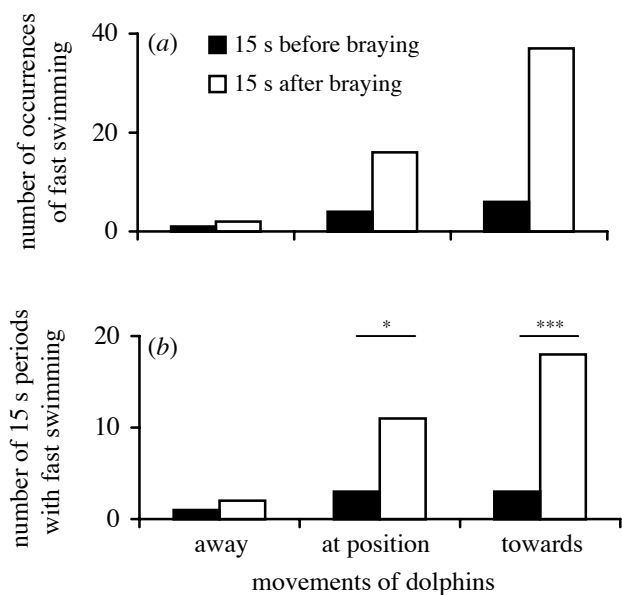 number of occurrences
of fast swimming
40
20
0
(a)
15 s before braying
15 s after braying
number of 15 s periods
with fast swimming
20
10
0
(b)
*
***
away at position towards
movements of dolphins